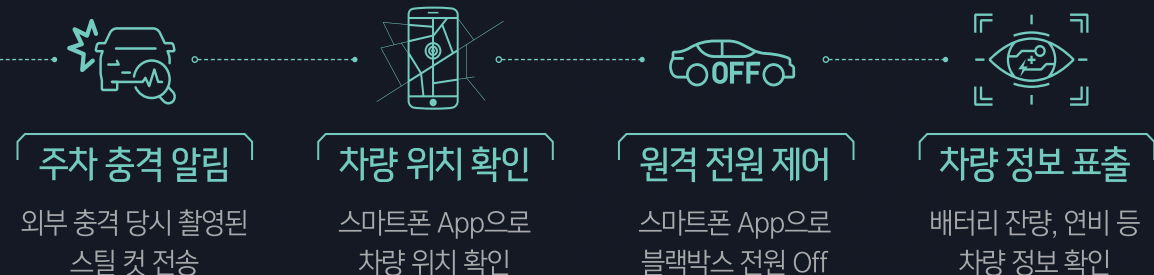 OFF
주차 충격 알림
차량 위치 확인
원격 전원 제어
차량 정보 표출
외부 충격 당시 촬영된
스틸 컷 전송
스마트폰 App으로
차량 위치 확인
스마트폰 App으로
블랙박스 전원 Off
배터리 잔량, 연비 등
차량 정보 확인